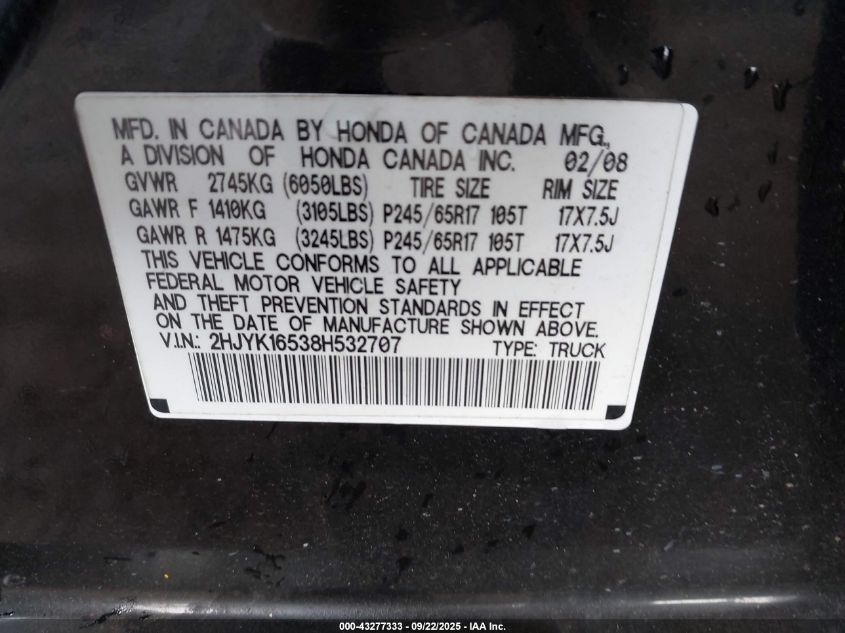 MFD. IN CANADA BY HONDA OF CANADA MFG.,
A DIVISION OF HONDA CANADA INC. 02/08
GVWR 2745KG (6050LBS) TIRE SIZE RIM SIZE
GAWR F 1410KG (3105LBS) P245/65R17 105T 17X7.5J
GAWR R 1475KG (3245LBS) P245/65R17 105T 17X7.5J
THIS VEHICLE CONFORMS TO ALL APPLICABLE
FEDERAL MOTOR VEHICLE SAFETY
AND THEFT PREVENTION STANDARDS IN EFFECT
ON THE DATE OF MANUFACTURE SHOWN ABOVE.
V.I.N.: 2HJYK16538H532707 TYPE: TRUCK
000-43277333 - 09/22/2025 - IAA Inc.